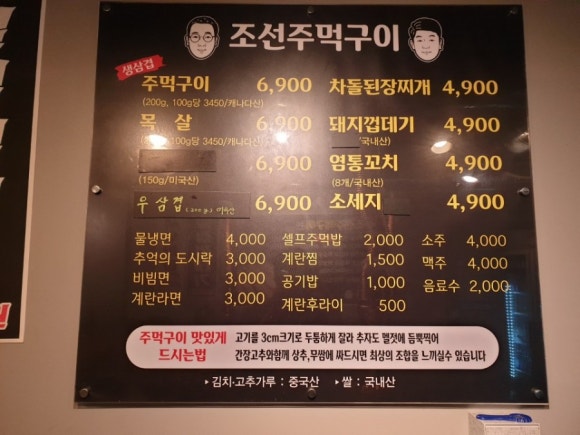 조선주먹구이
생삼겹
주먹구이 6,900
(200g, 100g당 3450/캐나다산)
목 살 6,900
g, 100g당 3450/캐나다산)
6,900
(150g/미국산)
우삼겹 (200g) 미국산 6,900
차돌된장찌개 4,900
돼지껍데기 4,900
/국내산)
염통꼬치 4,900
(8개/국내산)
소세지 4,900
물냉면 4,000
추억의 도시락 3,000
비빔면 3,000
계란라면 3,000
셀프주먹밥 2,000
계란찜 1,500
공기밥 1,000
계란후라이 500
소주 4,000
맥주 4,000
음료수 2,000
주먹구이 맛있게
드시는법
고기를 3cm크기로 두툼하게 잘라 추자도 멜젓에 듬뿍찍어
간장고추와함께 상추,무쌈에 싸드시면 최상의 조합을 느끼실수 있습니다
▸김치·고추가루 : 중국산 ▸쌀 : 국내산